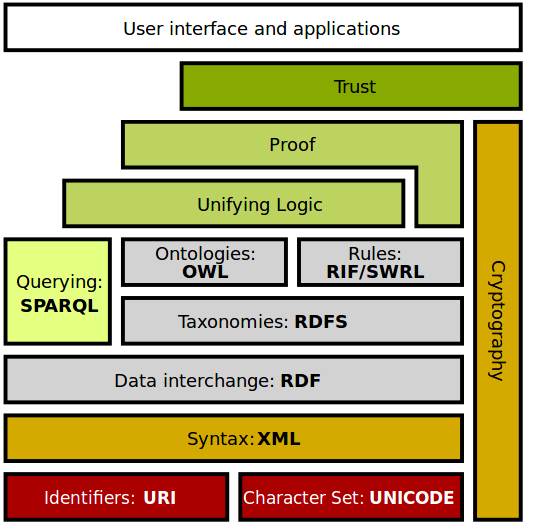 User interface and applications
Trust
Proof
Unifying Logic
Querying:
SPARQL
Ontologies:
OWL
Rules:
RIF/SWRL
Taxonomies: RDFS
Data interchange: RDF
Syntax: XML
Identifiers: URI
Character Set: UNICODE
Cryptography